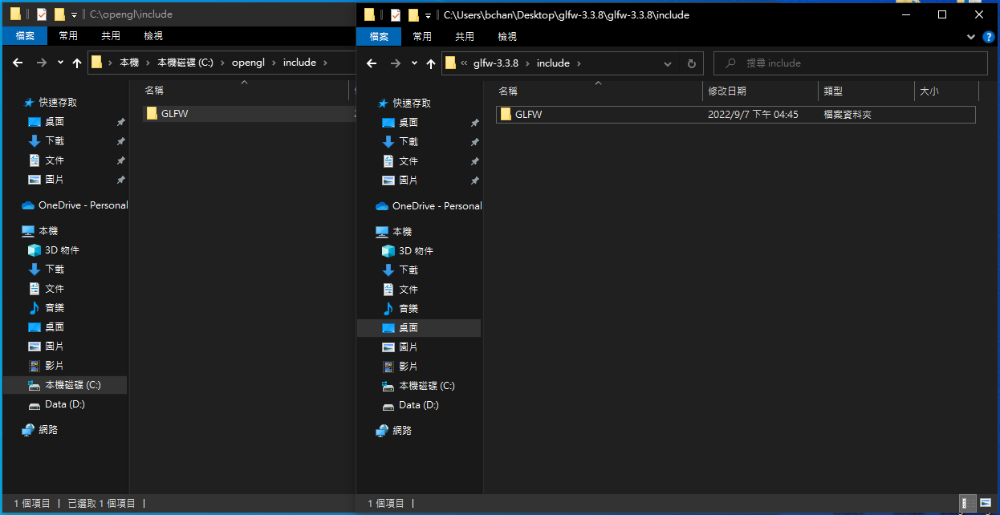 C:\opengl\include
檔案 常用 共用 檢視
本機 本機磁碟 (C:) opengl include
名稱
快速存取
桌面
下載
文件
圖片
OneDrive - Personal
本機
3D 物件
下載
文件
音樂
桌面
圖片
影片
本機磁碟 (C:)
Data (D:)
網路
GLFW
1 個項目 已選取 1 個項目
C:\Users\bchan\Desktop\glfw-3.3.8\glfw-3.3.8\include
檔案 常用 共用 檢視
« glfw-3.3.8 include 搜尋 include
名稱 修改日期 類型 大小
快速存取
桌面
下載
文件
圖片
OneDrive - Personal
本機
3D 物件
下載
文件
音樂
桌面
圖片
影片
本機磁碟 (C:)
Data (D:)
網路
GLFW 2022/9/7 下午 04:45 檔案資料夾
1 個項目